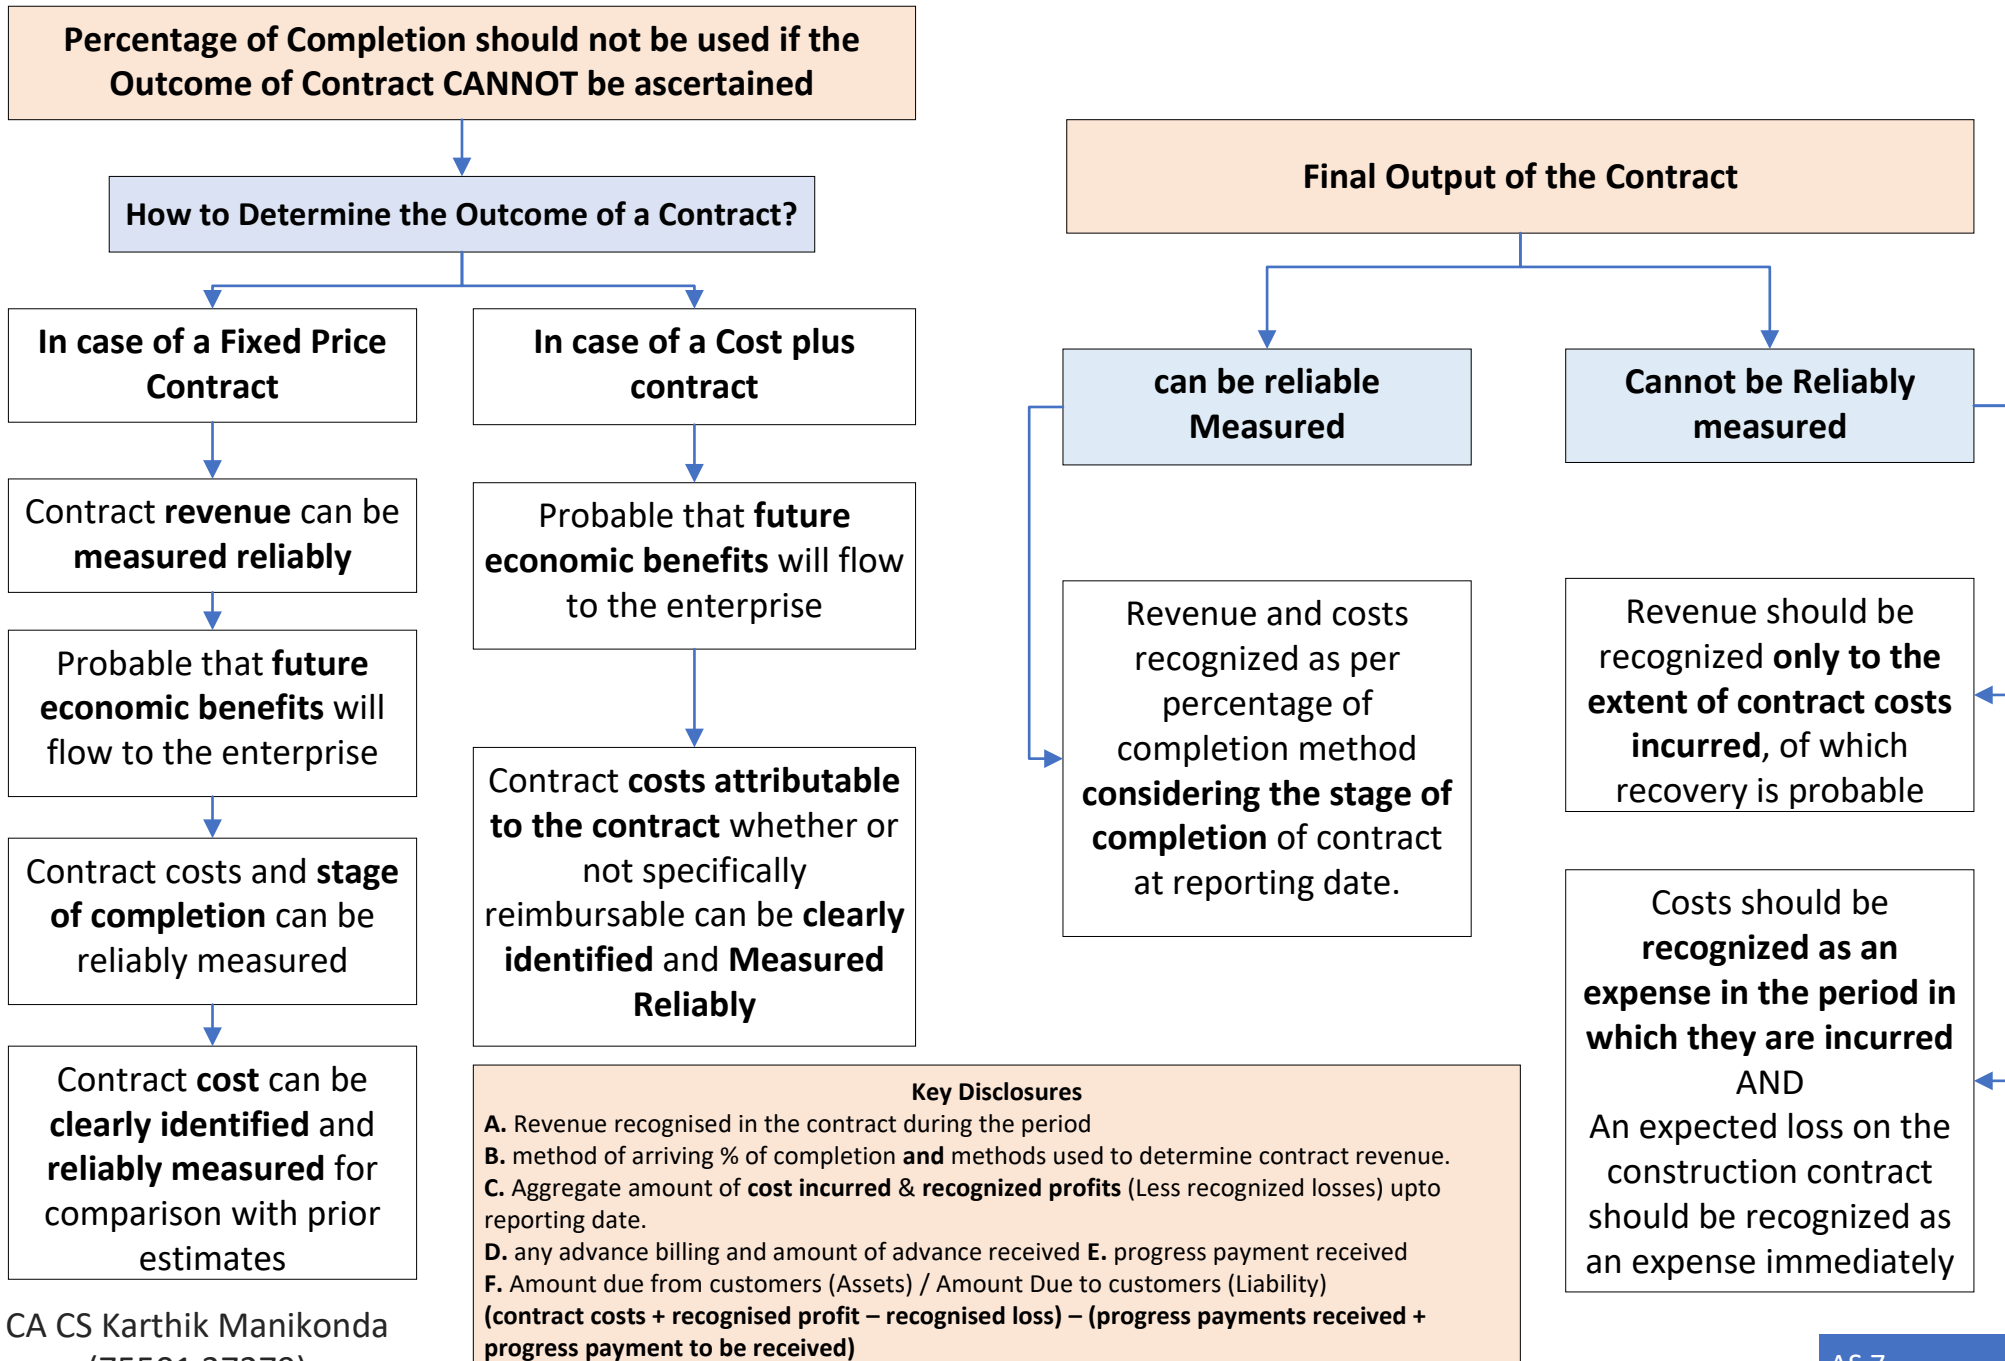 Percentage of Completion should not be used if the
Outcome of Contract CANNOT be ascertained
How to Determine the Outcome of a Contract?
In case of a Fixed Price
Contract
Contract revenue can be
measured reliably
Probable that future
economic benefits will
flow to the enterprise
Contract costs and stage
of completion can be
reliably measured
Contract cost can be
clearly identified and
reliably measured for
comparison with prior
estimates
In case of a Cost plus
contract
Probable that future
economic benefits will flow
to the enterprise
Contract costs attributable
to the contract whether or
not specifically
reimbursable can be clearly
identified and Measured
Reliably
Final Output of the Contract
can be reliable
Measured
Revenue and costs
recognized as per
percentage of
completion method
considering the stage of
completion of contract
at reporting date.
Cannot be Reliably
measured
Revenue should be
recognized only to the
extent of contract costs
incurred, of which
recovery is probable
Costs should be
recognized as an
expense in the period in
which they are incurred
AND
An expected loss on the
construction contract
should be recognized as
an expense immediately
Key Disclosures
A. Revenue recognised in the contract during the period
B. method of arriving % of completion and methods used to determine contract revenue.
C. Aggregate amount of cost incurred & recognized profits (Less recognized losses) upto
reporting date.
D. any advance billing and amount of advance received E. progress payment received
F. Amount due from customers (Assets) / Amount Due to customers (Liability)
(contract costs + recognised profit – recognised loss) – (progress payments received +
progress payment to be received)
CA CS Karthik Manikonda
AS 7